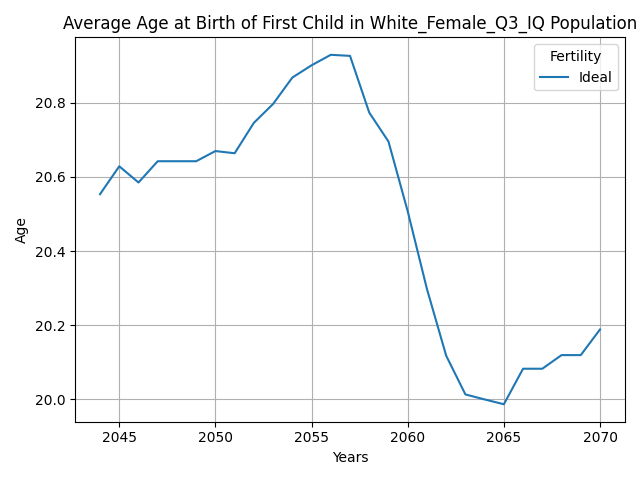 Average Age at Birth of First Child in White_Female_Q3_IQ Population
Fertility
Ideal
20.8
20.6
20.4
20.2
20.0
Age
2045 2050 2055 2060 2065 2070
Years